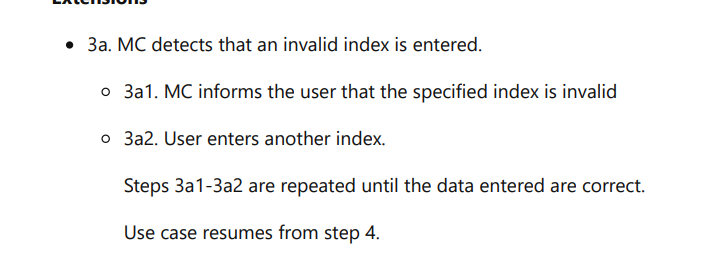 Extensions
3a. MC detects that an invalid index is entered.
3a1. MC informs the user that the specified index is invalid
3a2. User enters another index.
Steps 3a1-3a2 are repeated until the data entered are correct.
Use case resumes from step 4.